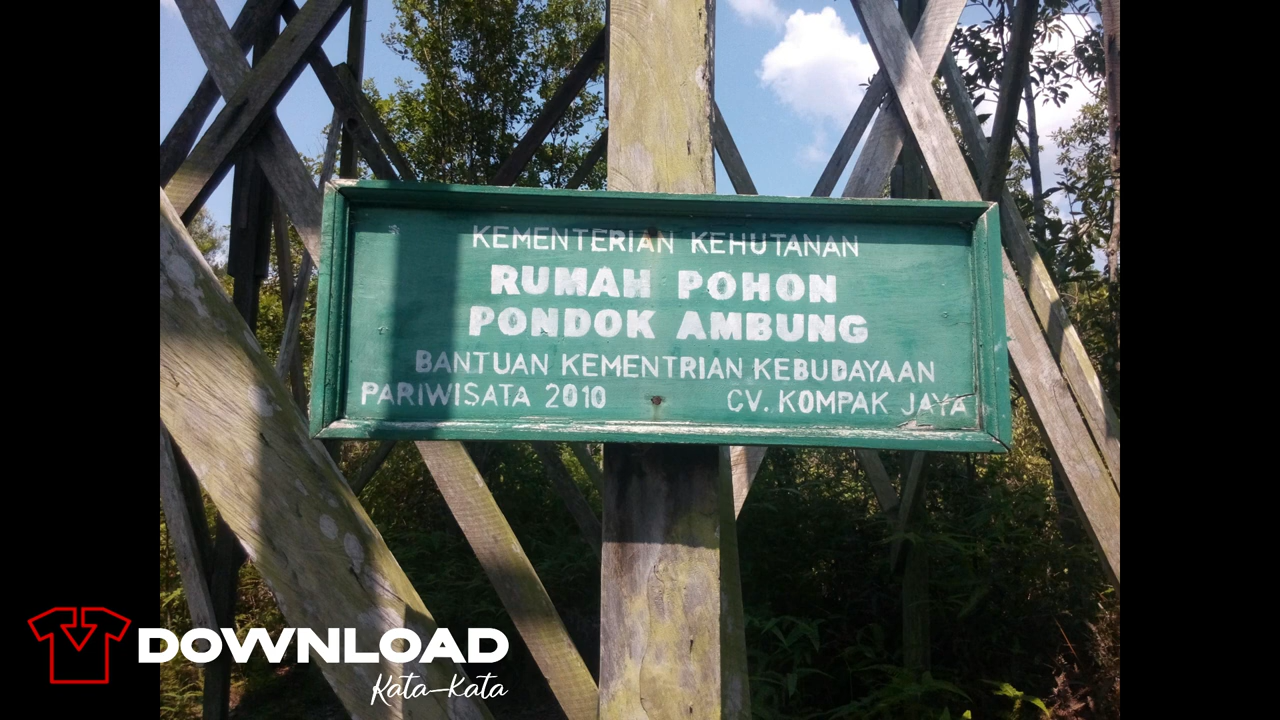 KEMENTERIAN KEHUTANAN
RUMAH POHON
PONDOK AMBUNG
BANTUAN KEMENTRIAN KEBUDAYAAN
PARIWISATA 2010 CV. KOMPAK JAYA
DOWNLOAD
Kata-Kata